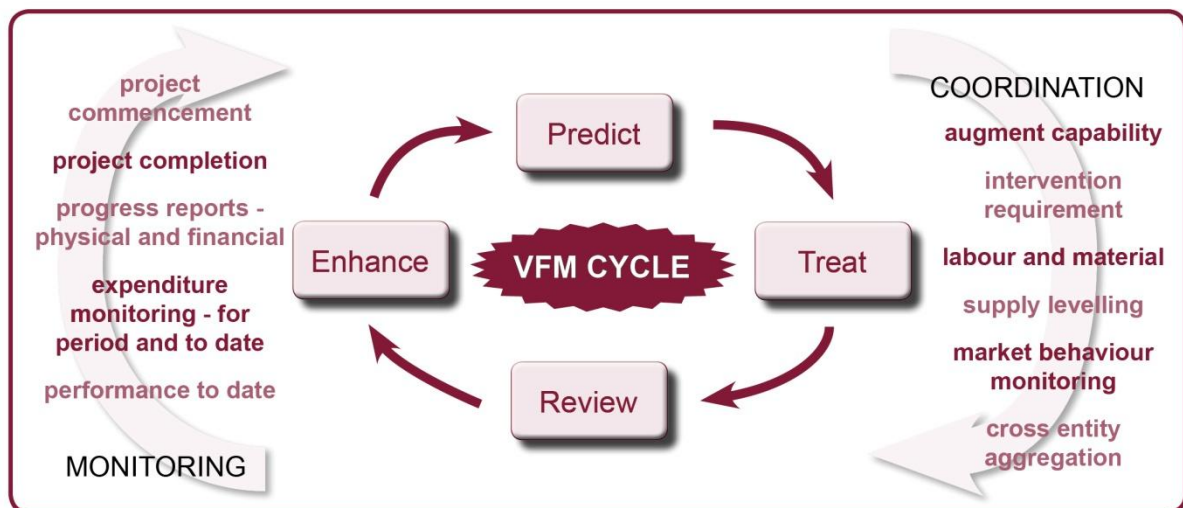 project
commencement
project completion
progress reports -
physical and financial
expenditure
monitoring - for
period and to date
performance to date
MONITORING
Predict
Enhance
VFM CYCLE
Treat
Review
COORDINATION
augment capability
intervention
requirement
labour and material
supply levelling
market behaviour
monitoring
cross entity
aggregation